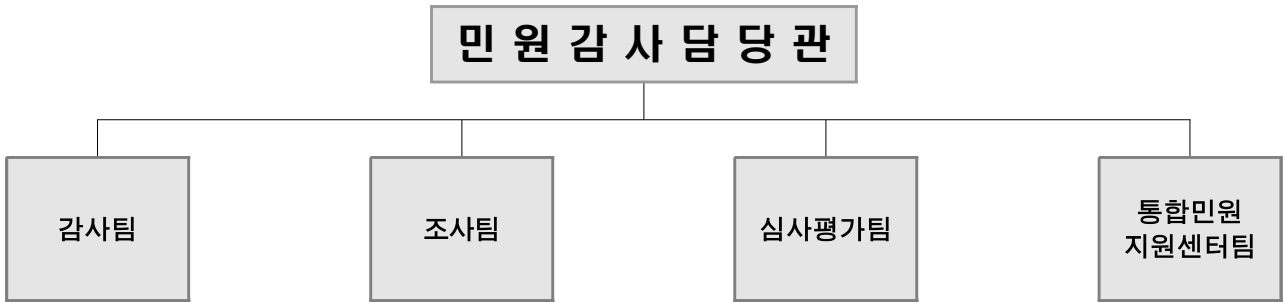 민원감사담당관
감사팀
조사팀
심사평가팀
통합민원
지원센터팀